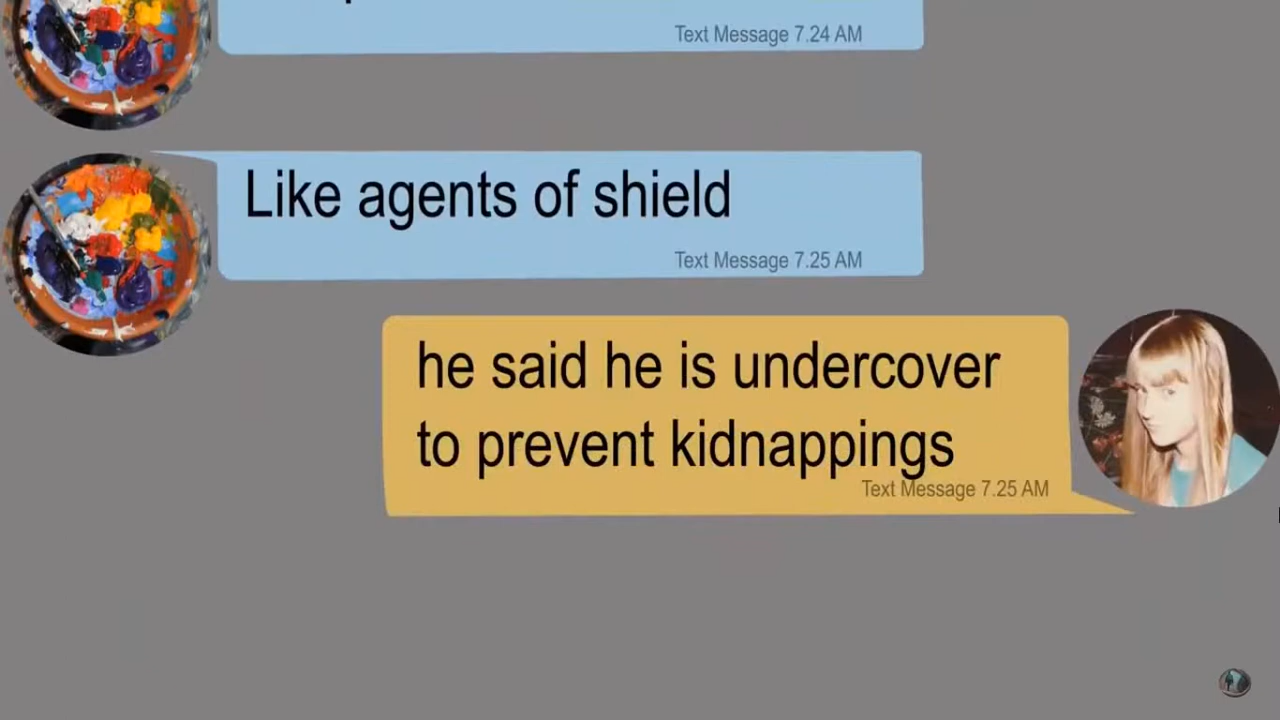 Text Message 7.24 AM
Like agents of shield
Text Message 7.25 AM
he said he is undercover
to prevent kidnappings
Text Message 7.25 AM